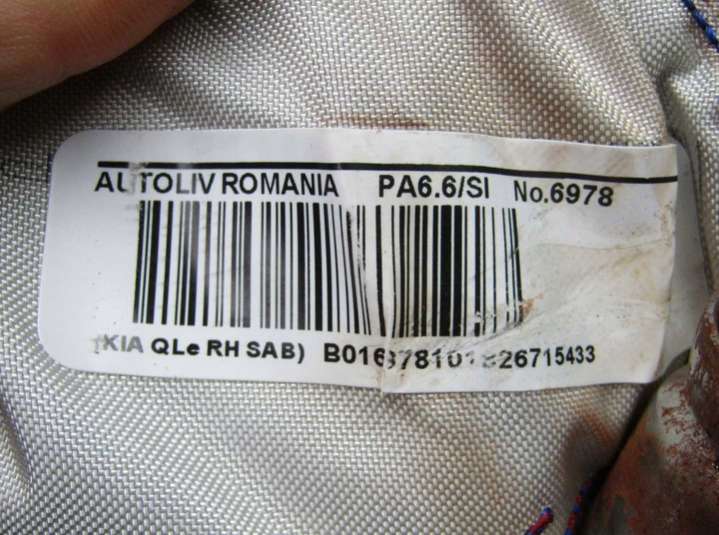 AUTOLIV ROMANIA PA6.6/SI No.6978
(KIA QLe RH SAB)